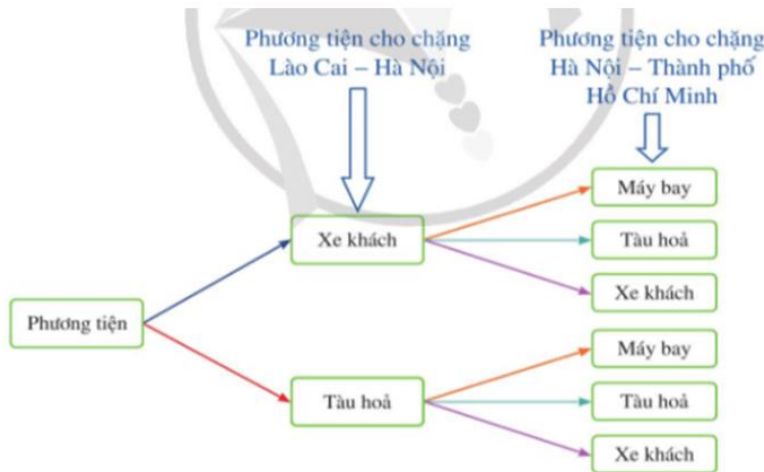 Phương tiện cho chặng
Lào Cai – Hà Nội
Phương tiện cho chặng
Hà Nội – Thành phố
Hồ Chí Minh
Máy bay
Xe khách
Tàu hoả
Xe khách
Phương tiện
Máy bay
Tàu hoả
Tàu hoả
Xe khách